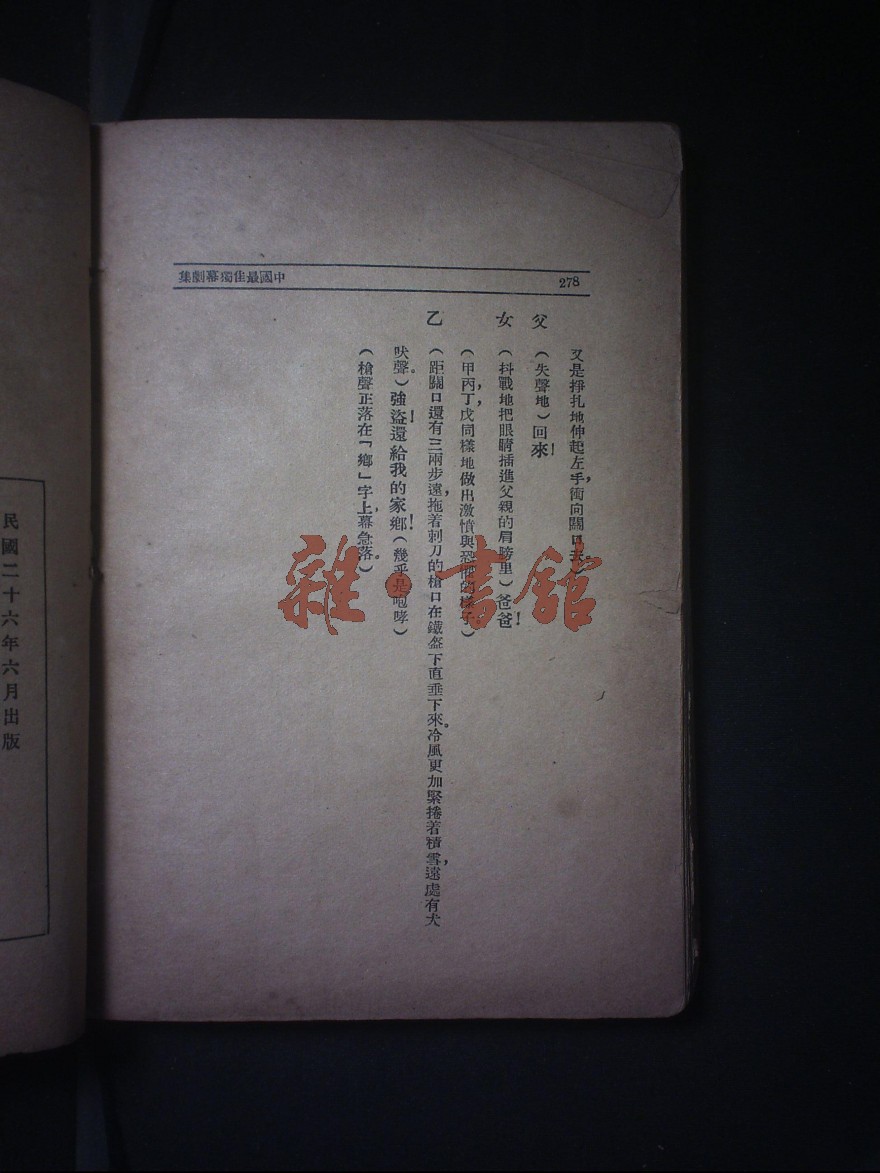 278
中國最佳獨幕劇集
又是掙扎地伸起左手，衝向關口去。）
父　（失聲地）回來！
女　（抖戰地把眼睛插進父親的肩膀里）爸爸！
（甲，丙，丁，戊同樣地做出激憤與恐怖的樣子。）
乙　（距關口還有三兩步遠，拖着刺刀的槍口在鐵盔下直垂下來。冷風更加緊捲着積雪，遠處有犬
吠聲。）強盜！還給我的家鄉！（幾乎是咆哮）
（槍聲正落在「鄉」字上，幕急落。）
民國二十六年六月出版
雜·書館